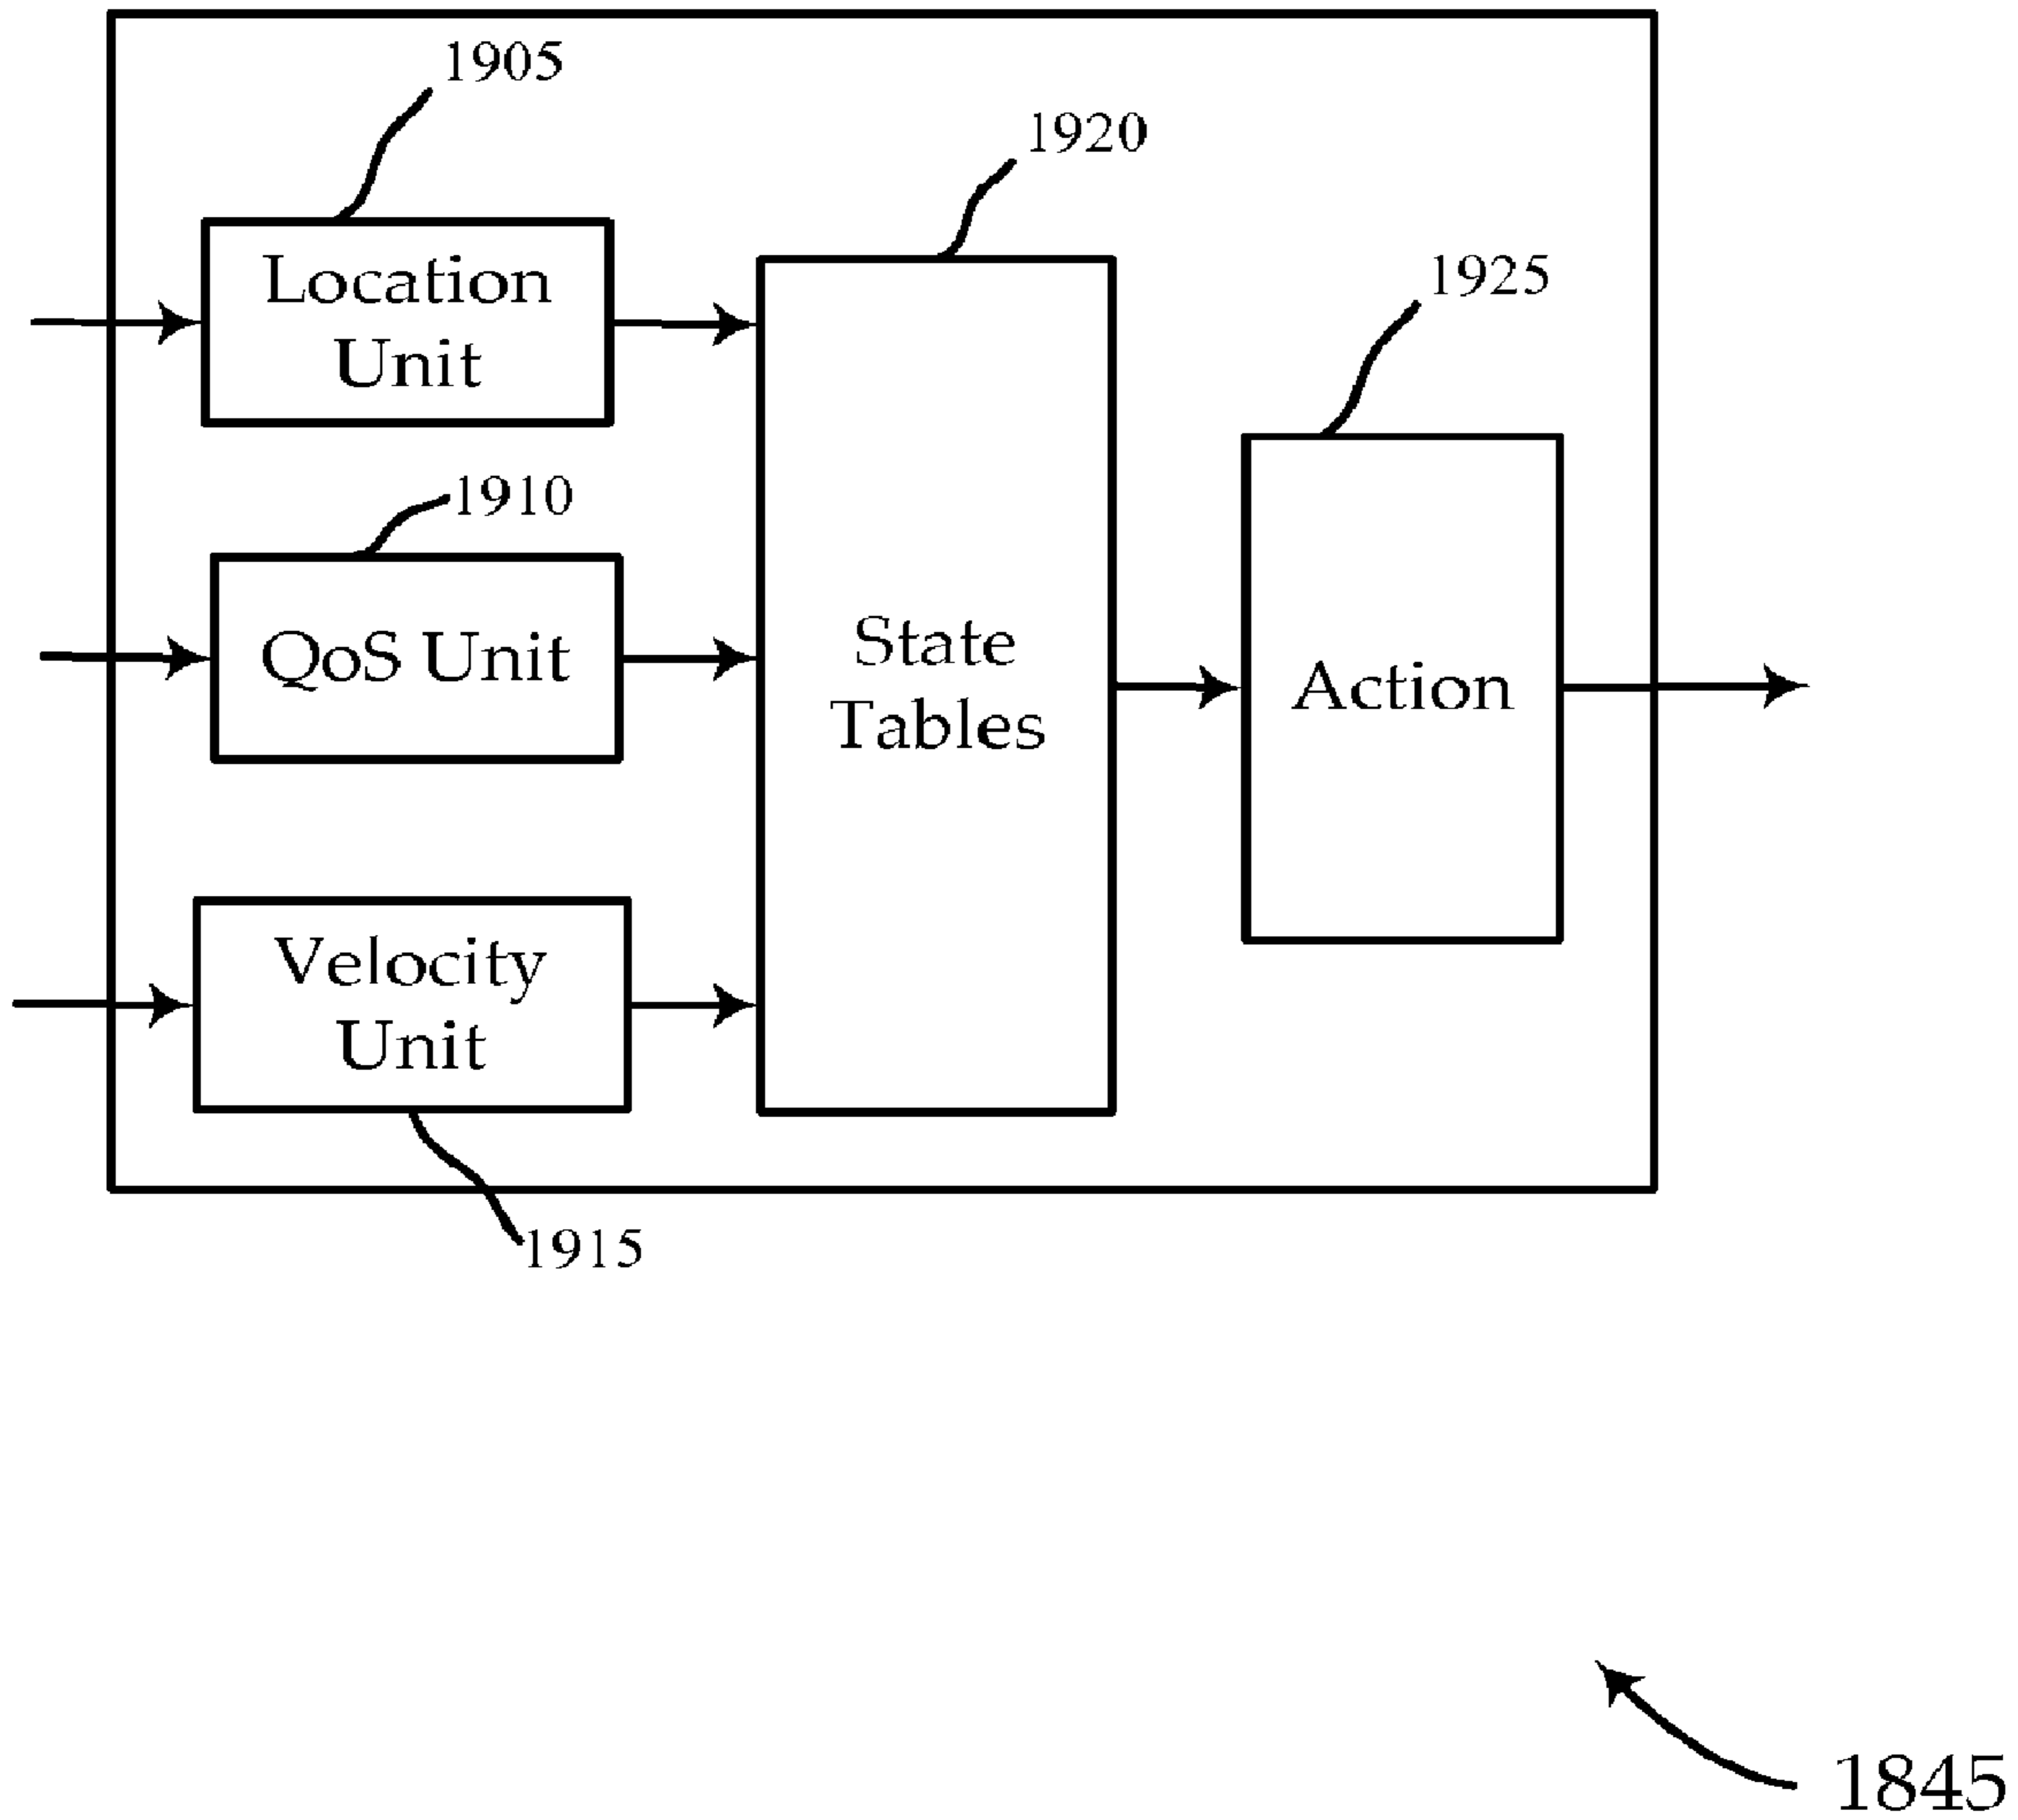 1905
1920
1925
Location
Unit
1910
QoS Unit
State
Tables
Action
Velocity
Unit
1915
1845